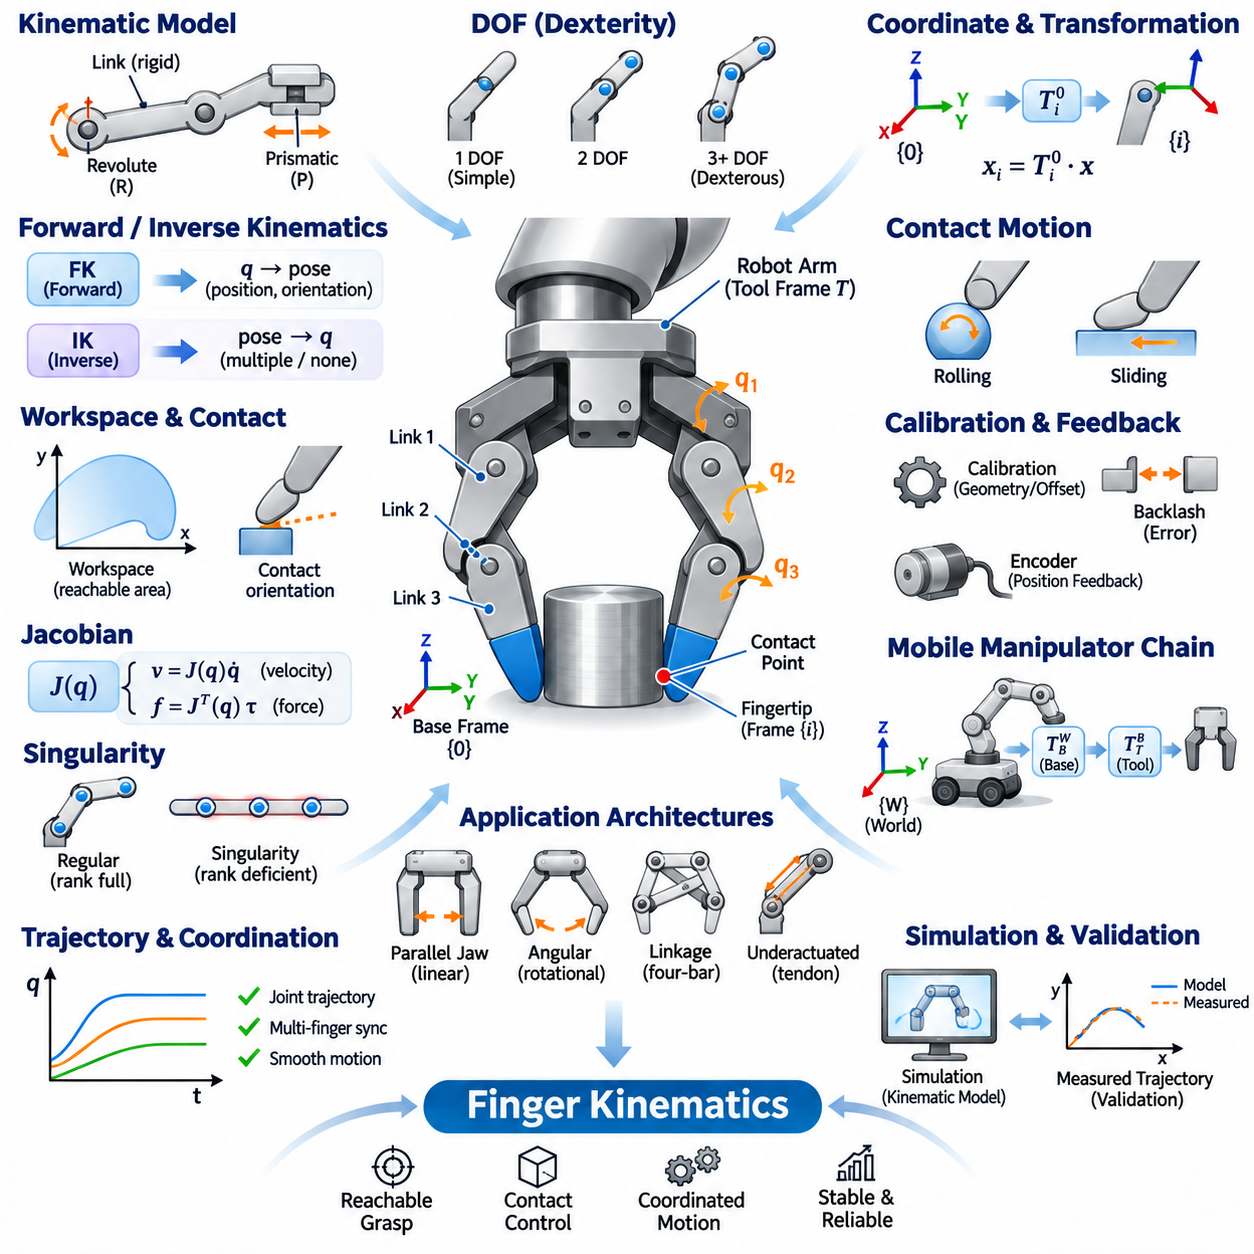 Kinematic Model
Link (rigid)
Revolute
(R)
Prismatic
(P)
DOF (Dexterity)
1 DOF
(Simple)
2 DOF
3+ DOF
(Dexterous)
Coordinate & Transformation
Z
Y
Y
X
{0}
T_i^0
{i}
x_i = T_i^0 · x
Forward / Inverse Kinematics
FK
(Forward)
q → pose
(position, orientation)
IK
(Inverse)
pose → q
(multiple / none)
Robot Arm
(Tool Frame T)
q₁
q₂
q₃
Link 1
Link 2
Link 3
Contact
Point
Fingertip
(Frame {i})
Z
Y
Y
X
Base Frame
{0}
Contact Motion
Rolling
Sliding
Workspace & Contact
y
x
Workspace
(reachable area)
Contact
orientation
Calibration & Feedback
Calibration
(Geometry/Offset)
Backlash
(Error)
Encoder
(Position Feedback)
Jacobian
J(q)
v = J(q)q̇ (velocity)
f = J^T(q) τ (force)
Mobile Manipulator Chain
Z
Y
X
{W}
(World)
T_B^W
(Base)
T_T^B
(Tool)
Singularity
Regular
(rank full)
Singularity
(rank deficient)
Application Architectures
Parallel Jaw
(linear)
Angular
(rotational)
Linkage
(four-bar)
Underactuated
(tendon)
Trajectory & Coordination
q
t
Joint trajectory
Multi-finger sync
Smooth motion
Simulation & Validation
Simulation
(Kinematic Model)
y
x
Model
Measured
Measured Trajectory
(Validation)
Finger Kinematics
Reachable
Grasp
Contact
Control
Coordinated
Motion
Stable &
Reliable